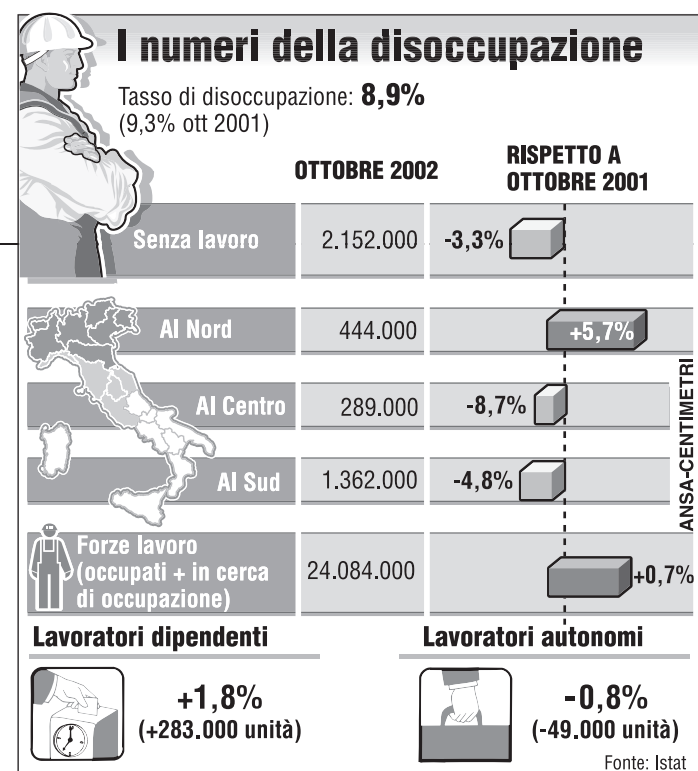 I numeri della disoccupazione
Tasso di disoccupazione: 8,9%
(9,3% ott 2001)
OTTOBRE 2002
RISPETTO A
OTTOBRE 2001
Senza lavoro 2.152.000 -3,3%
Al Nord 444.000 +5,7%
Al Centro 289.000 -8,7%
Al Sud 1.362.000 -4,8%
Forze lavoro
(occupati + in cerca
di occupazione)
24.084.000 +0,7%
ANSA-CENTIMETRI
Lavoratori dipendenti
+1,8%
(+283.000 unità)
Lavoratori autonomi
-0,8%
(-49.000 unità)
Fonte: Istat